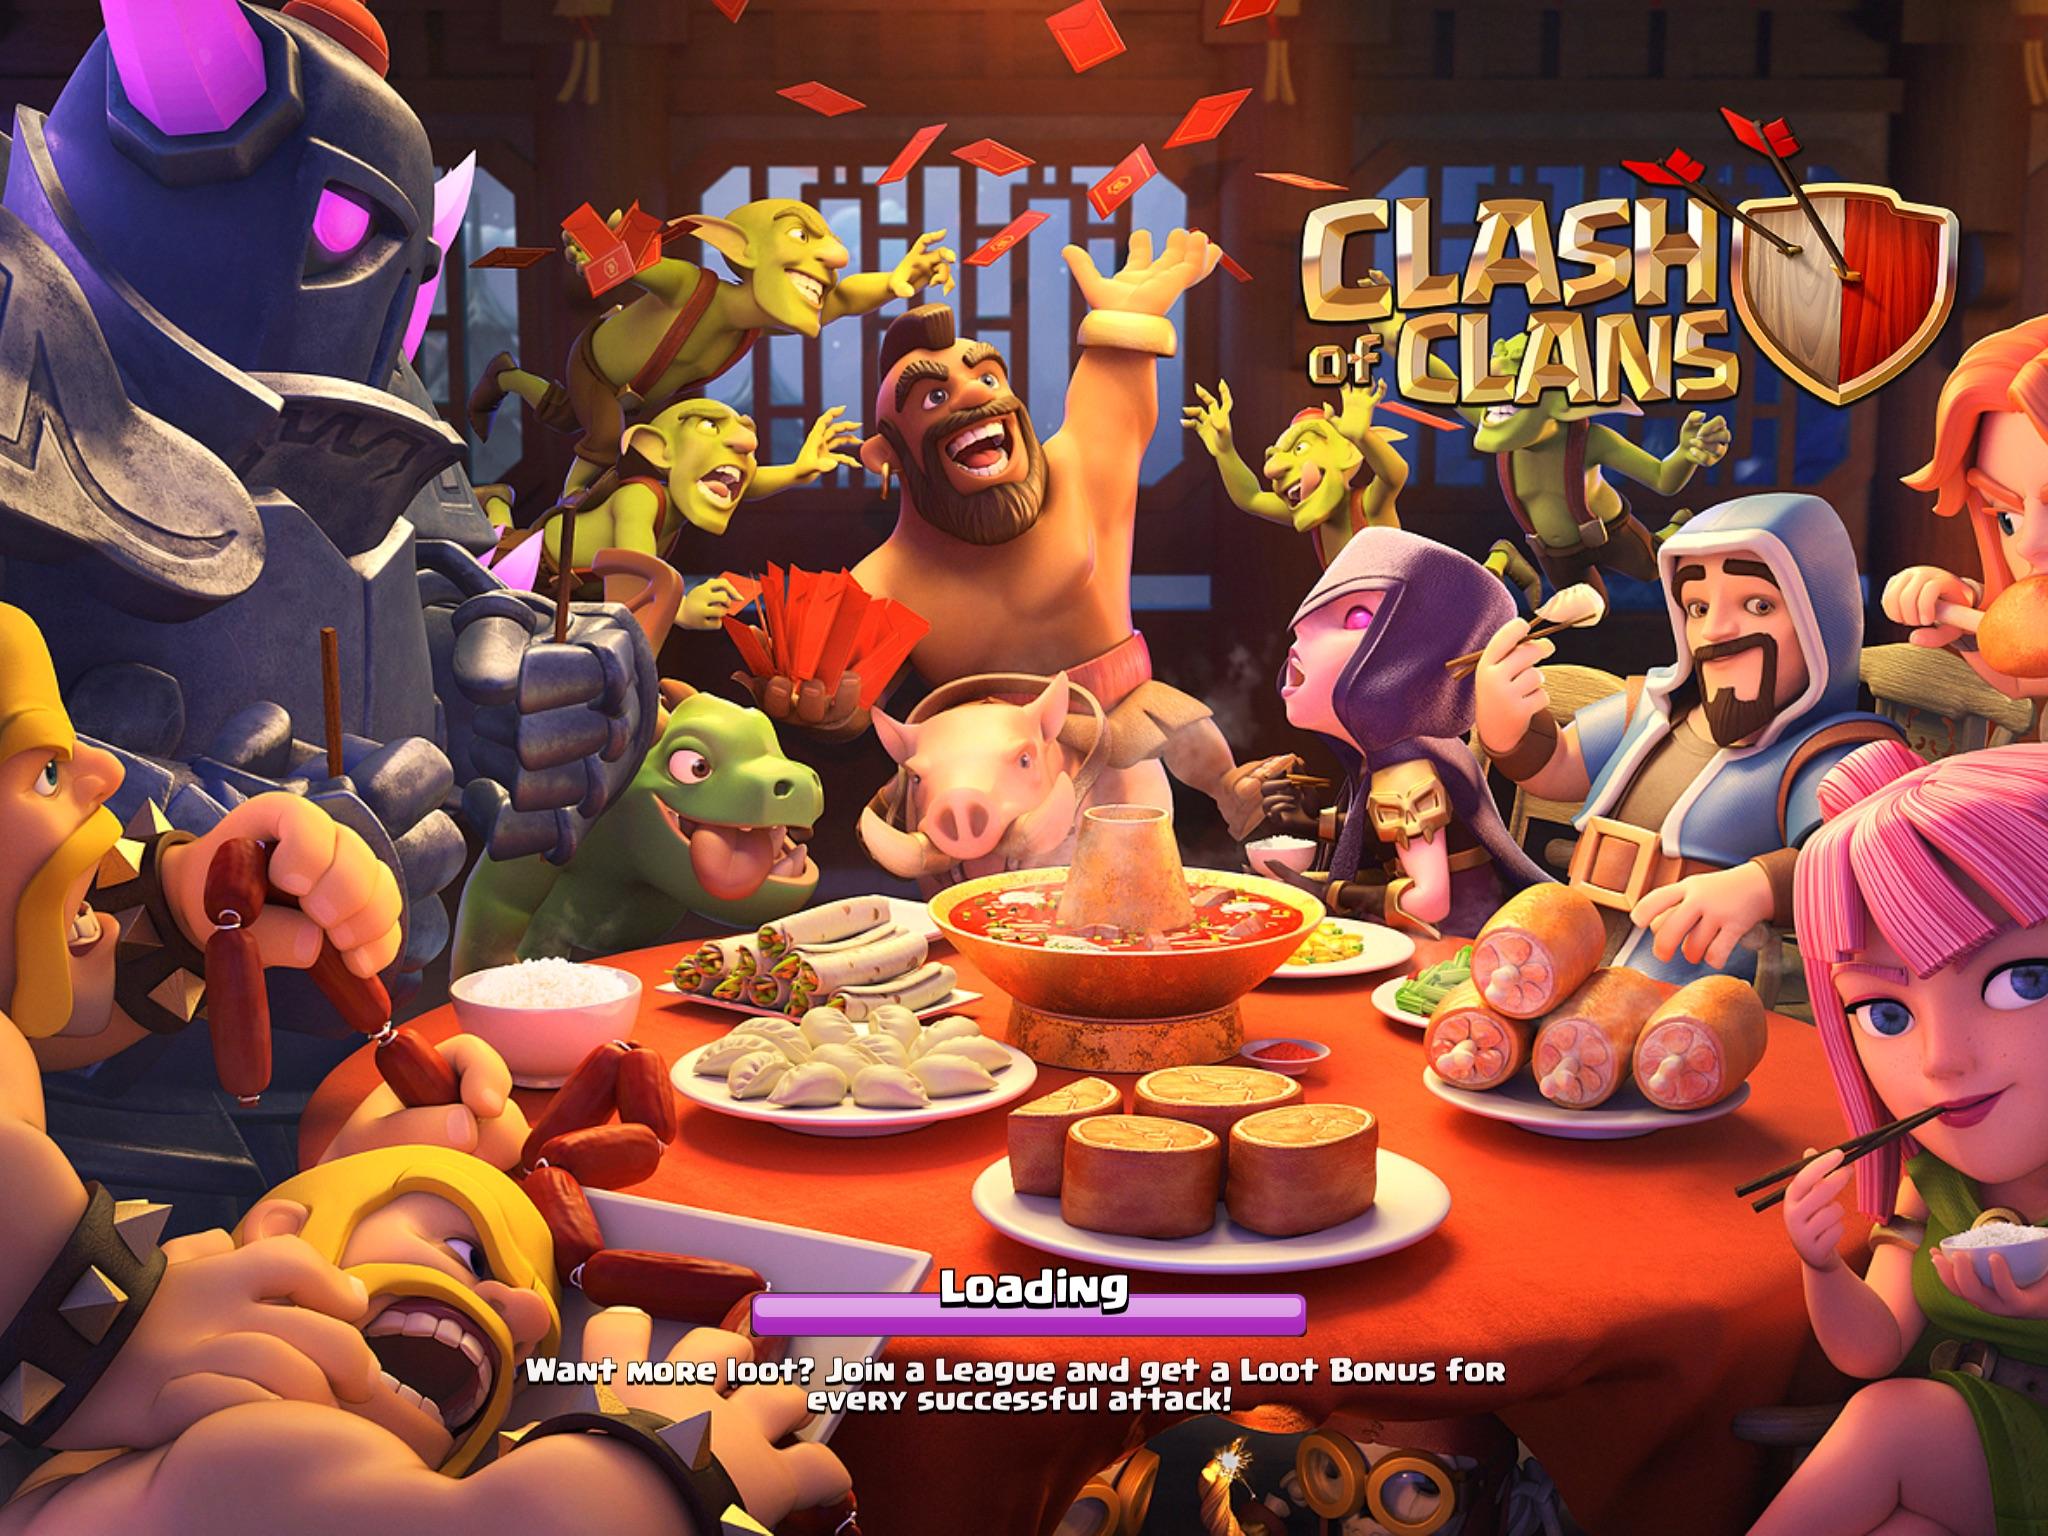 CLASH
OF CLANS
Loading
Want more loot? Join a League and get a Loot Bonus for
every successful attack!